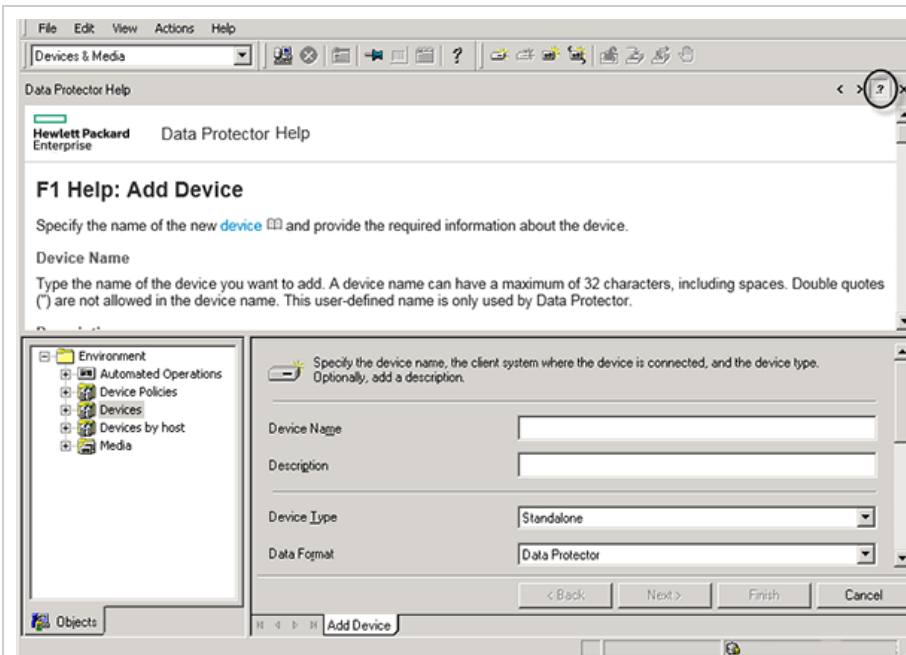 File Edit View Actions Help
Devices & Media
Data Protector Help
Hewlett Packard
Enterprise
Data Protector Help
F1 Help: Add Device
Specify the name of the new device and provide the required information about the device.
Device Name
Type the name of the device you want to add. A device name can have a maximum of 32 characters, including spaces. Double quotes
(") are not allowed in the device name. This user-defined name is only used by Data Protector.
Environment
Automated Operations
Device Policies
Devices
Devices by host
Media
Objects
Specify the device name, the client system where the device is connected, and the device type.
Optionally, add a description.
Device Name
Description
Device Type
Standalone
Data Format
Data Protector
< Back
Next >
Finish
Cancel
Add Device